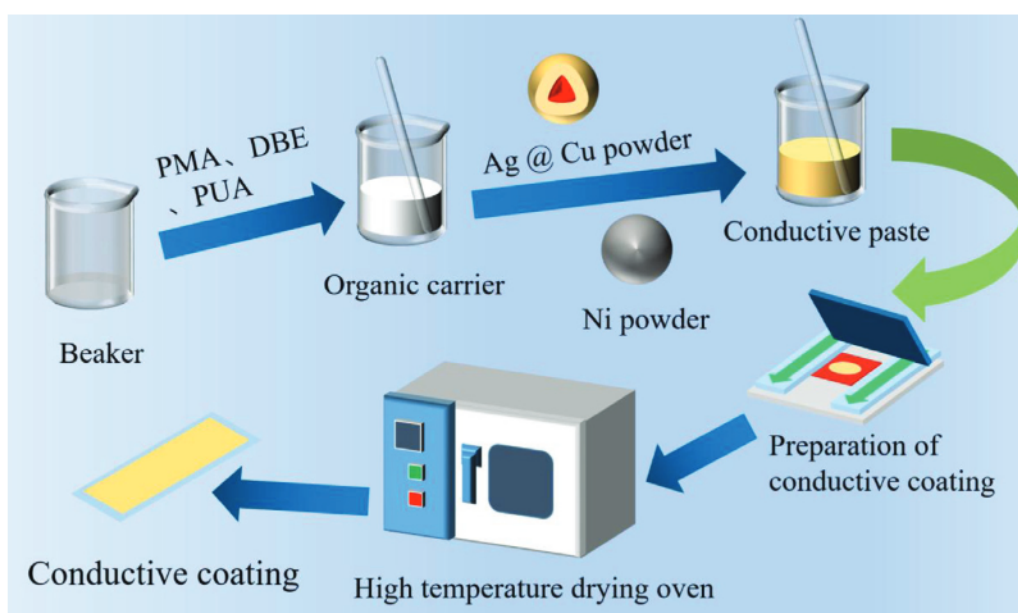 PMA、DBE
、PUA
Ag @ Cu powder
Beaker
Organic carrier
Ni powder
Conductive paste
Preparation of
conductive coating
High temperature drying oven
Conductive coating